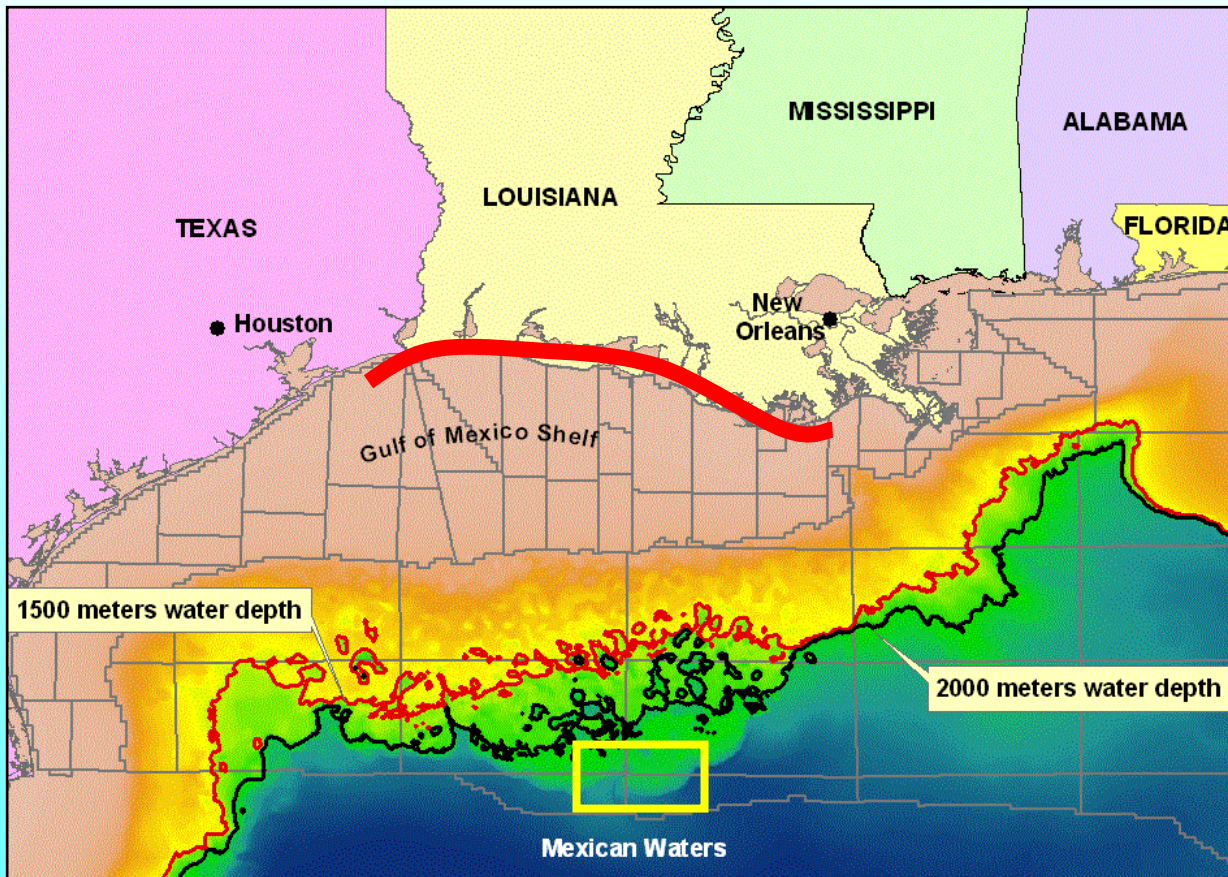 MISSISSIPPI
ALABAMA
LOUISIANA
TEXAS
FLORIDA
New
Orleans
Houston
Gulf of Mexico Shelf
1500 meters water depth
2000 meters water depth
Mexican Waters